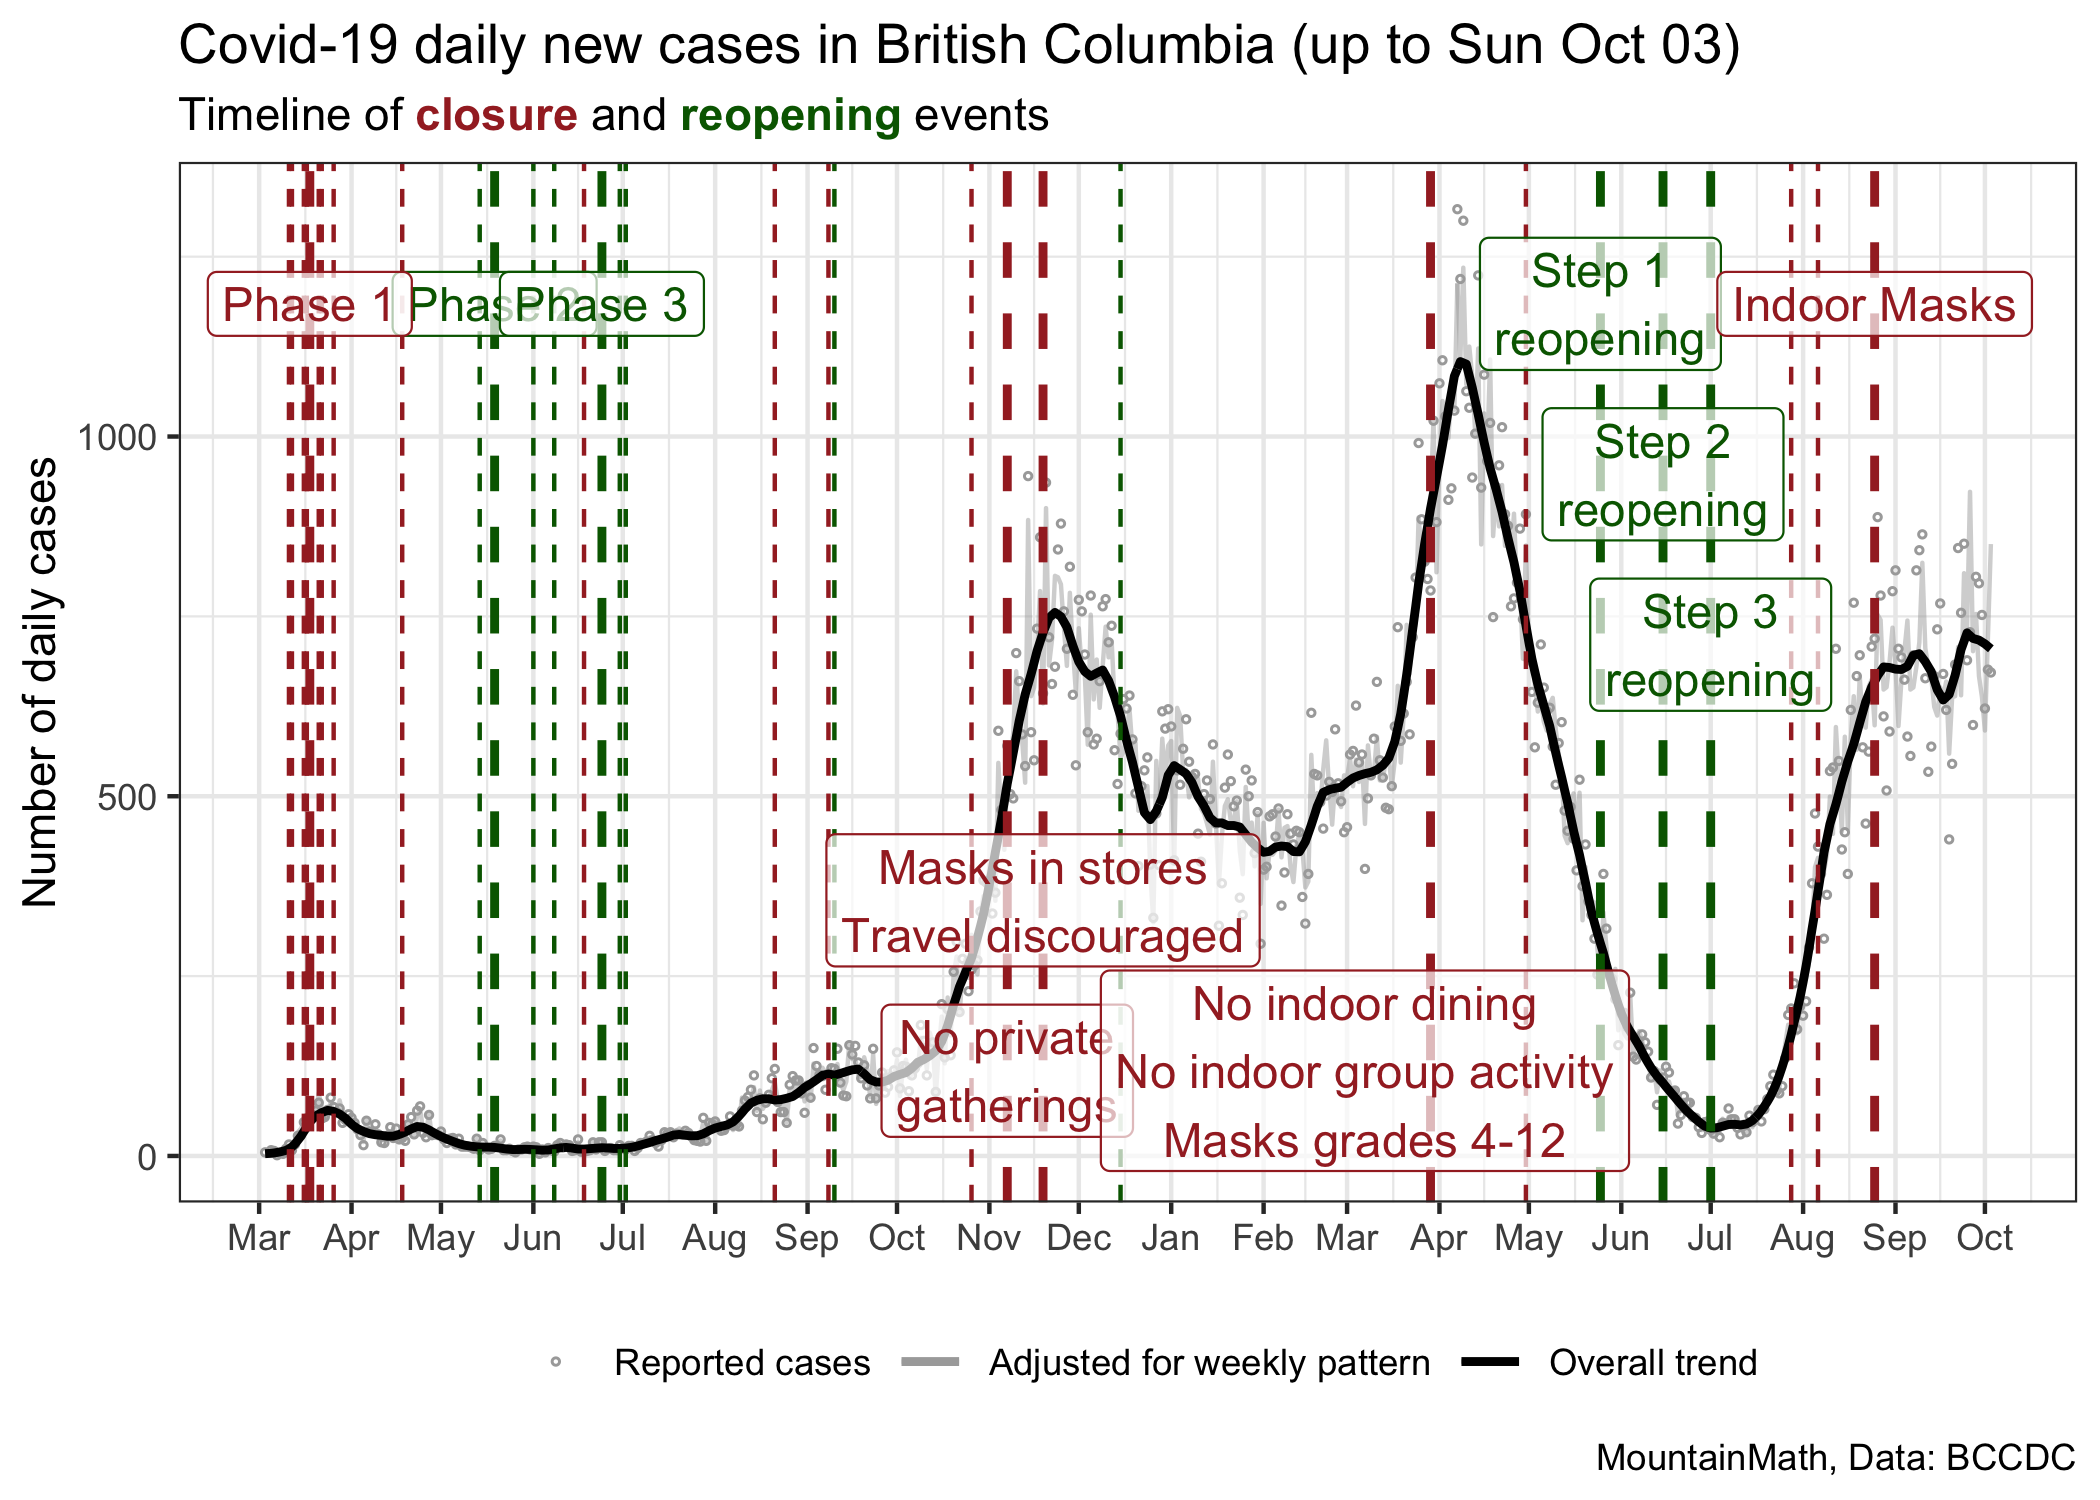 Covid-19 daily new cases in British Columbia (up to Sun Oct 03)
Timeline of closure and reopening events
Number of daily cases
1000
500
0
Phase 1
Phase 2
Phase 3
Masks in stores
Travel discouraged
No private
gatherings
No indoor dining
No indoor group activity
Masks grades 4-12
Step 1
reopening
Step 2
reopening
Step 3
reopening
Indoor Masks
Mar Apr May Jun Jul Aug Sep Oct Nov Dec Jan Feb Mar Apr May Jun Jul Aug Sep Oct
Reported cases Adjusted for weekly pattern Overall trend
MountainMath, Data: BCCDC